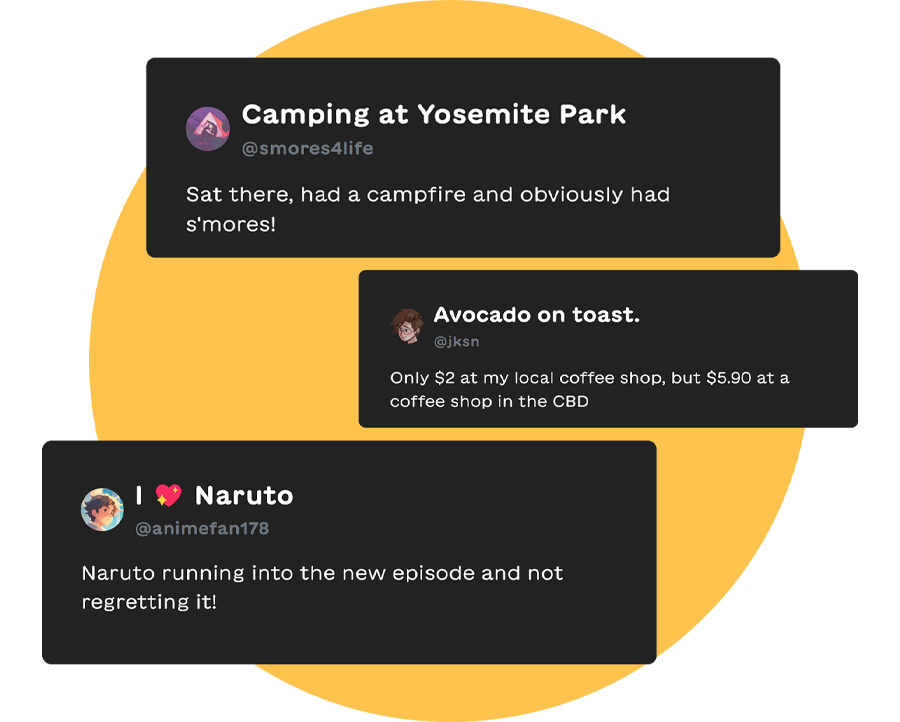 Camping at Yosemite Park
@smores4life
Sat there, had a campfire and obviously had
s'mores!
Avocado on toast.
@jksn
Only $2 at my local coffee shop, but $5.90 at a
coffee shop in the CBD
I 💖 Naruto
@animefan178
Naruto running into the new episode and not
regretting it!